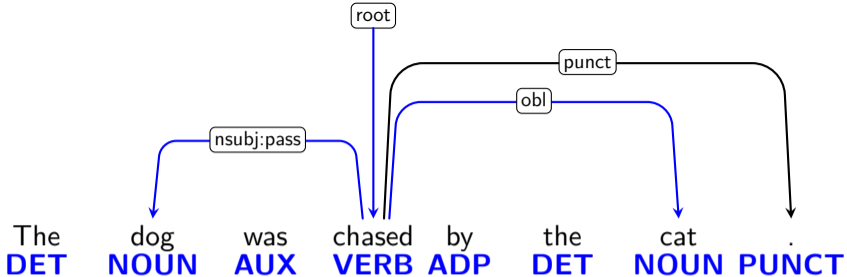 root
punct
obl
nsubj:pass
The dog was chased by the cat .
DET NOUN AUX VERB ADP DET NOUN PUNCT